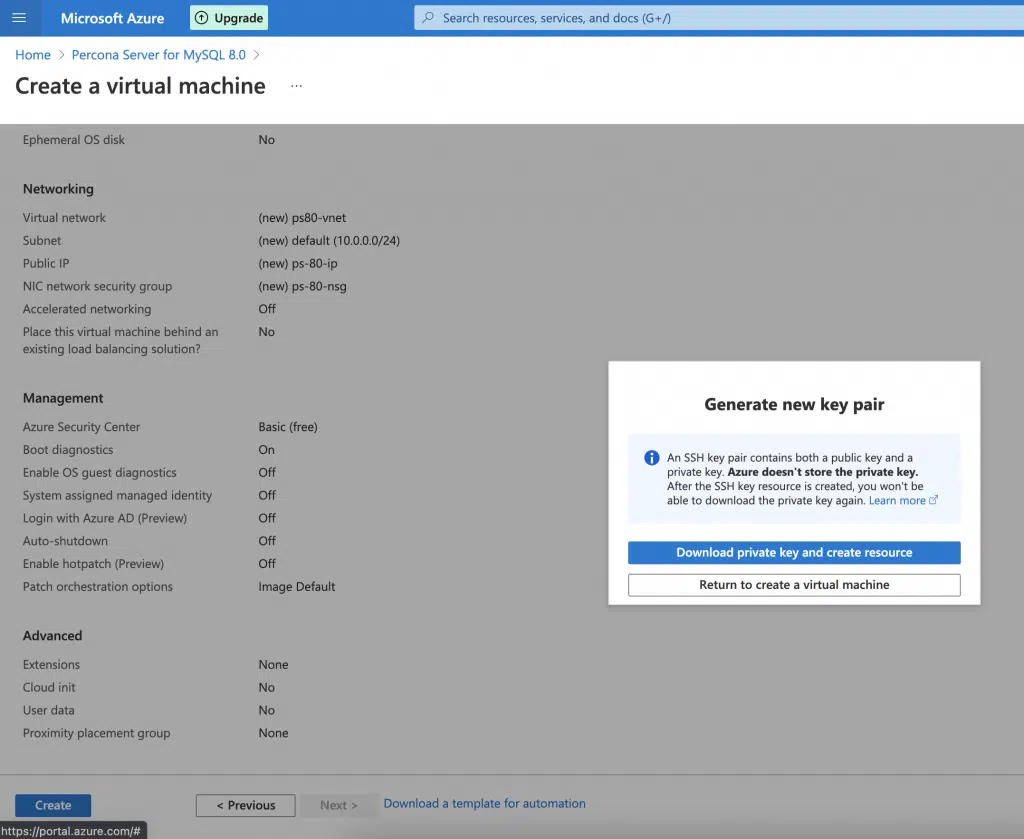 Microsoft Azure
Upgrade
Search resources, services, and docs (G+/)
Home > Percona Server for MySQL 8.0 >
Create a virtual machine ...
Ephemeral OS disk No
Networking
Virtual network (new) ps80-vnet
Subnet (new) default (10.0.0.0/24)
Public IP (new) ps-80-ip
NIC network security group (new) ps-80-nsg
Accelerated networking Off
Place this virtual machine behind an No
existing load balancing solution?
Management
Azure Security Center Basic (free)
Boot diagnostics On
Enable OS guest diagnostics Off
System assigned managed identity Off
Login with Azure AD (Preview) Off
Auto-shutdown Off
Enable hotpatch (Preview) Off
Patch orchestration options Image Default
Advanced
Extensions None
Cloud init No
User data No
Proximity placement group None
Generate new key pair
An SSH key pair contains both a public key and a
private key. Azure doesn't store the private key.
After the SSH key resource is created, you won't be
able to download the private key again. Learn more
Download private key and create resource
Return to create a virtual machine
Create
< Previous
Next >
Download a template for automation
https://portal.azure.com/#